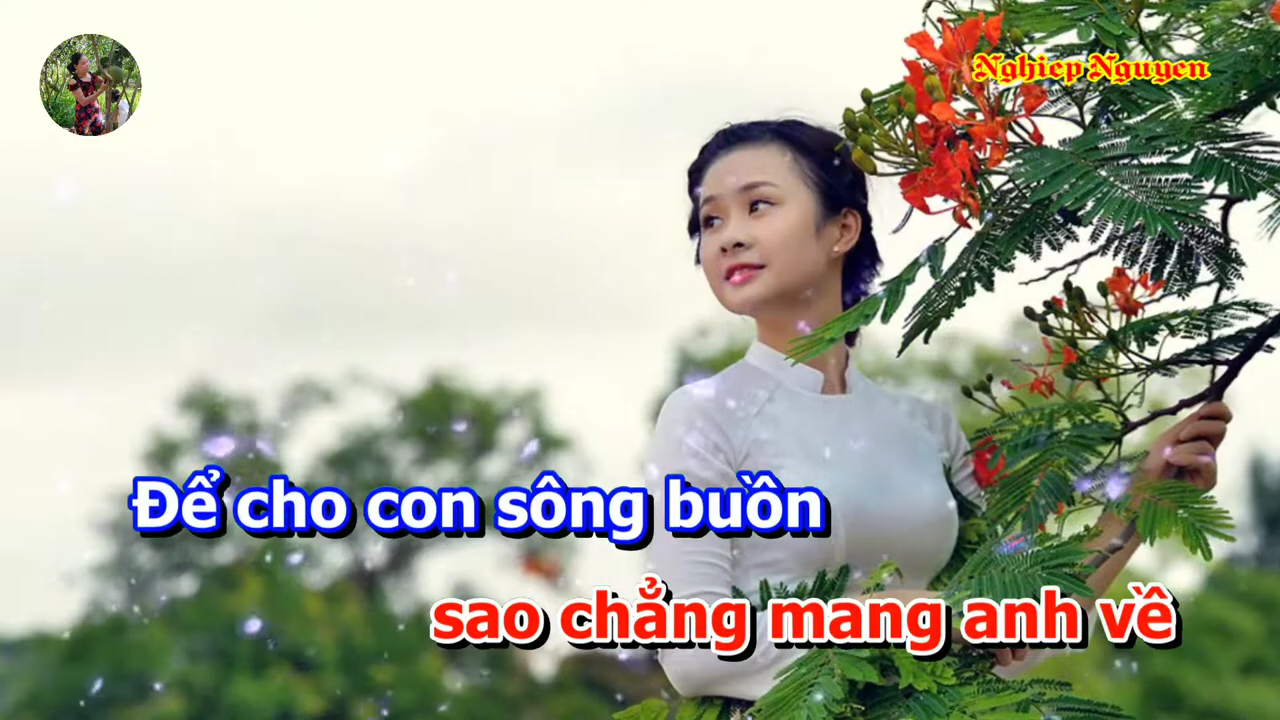 Nghiep Nguyen
Để cho con sông buồn
sao chẳng mang anh về